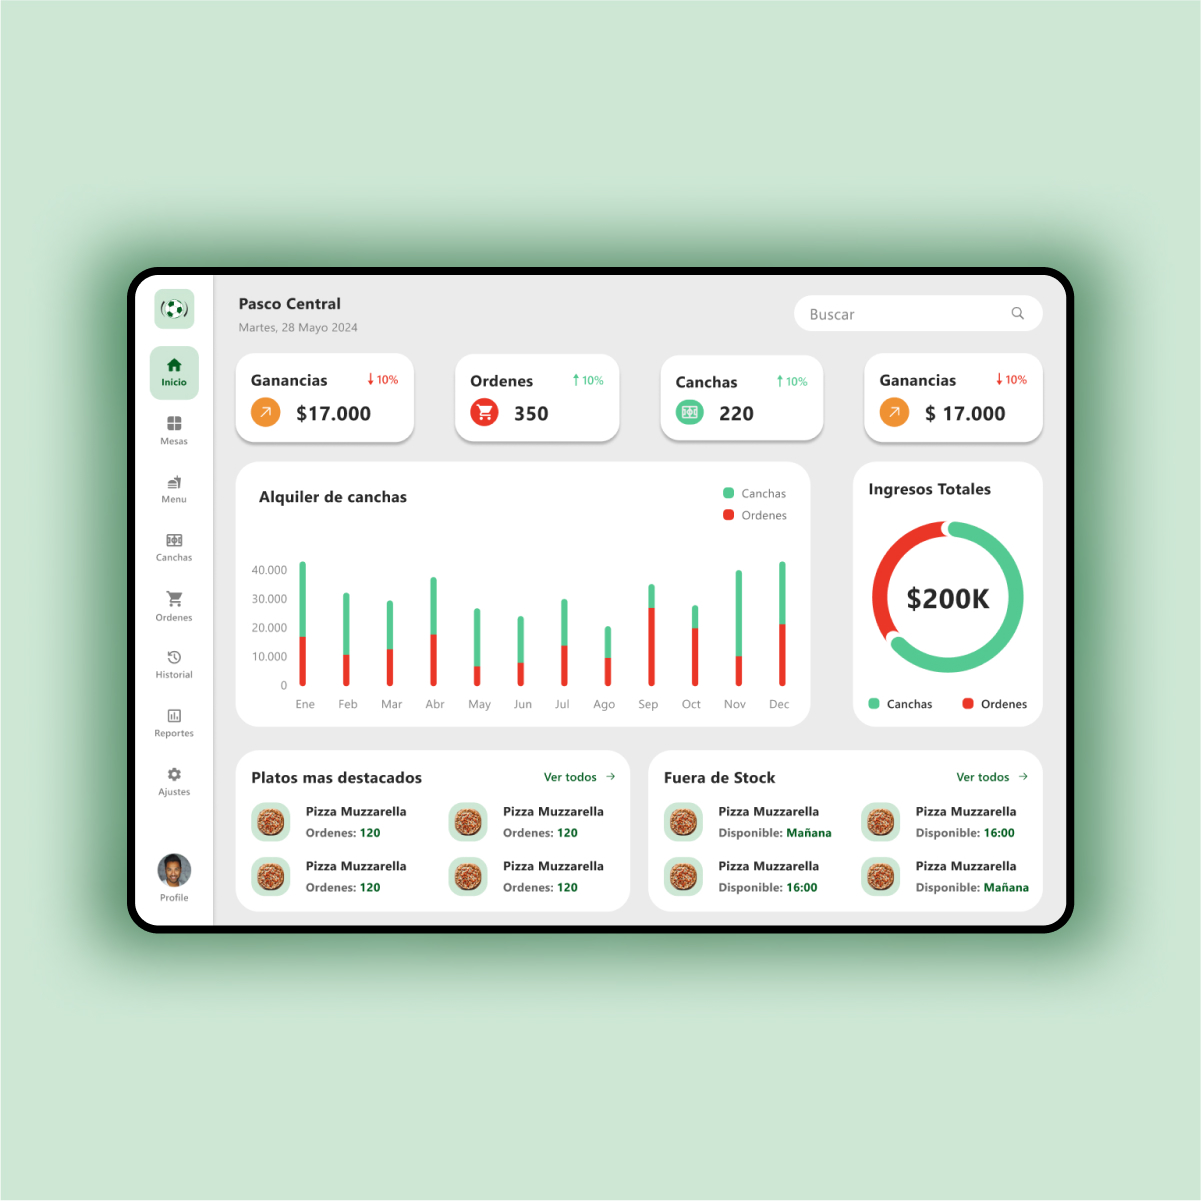 Pasco Central
Martes, 28 Mayo 2024
Buscar
Inicio
Mesas
Menu
Canchas
Ordenes
Historial
Reportes
Ajustes
Profile
Ganancias ↓10%
$17.000
Ordenes ↑10%
350
Canchas ↑10%
220
Ganancias ↓10%
$ 17.000
Alquiler de canchas
Canchas
Ordenes
40.000
30.000
20.000
10.000
0
Ene Feb Mar Abr May Jun Jul Ago Sep Oct Nov Dec
Ingresos Totales
$200K
Canchas Ordenes
Platos mas destacados Ver todos →
Pizza Muzzarella
Ordenes: 120
Pizza Muzzarella
Ordenes: 120
Pizza Muzzarella
Ordenes: 120
Pizza Muzzarella
Ordenes: 120
Fuera de Stock Ver todos →
Pizza Muzzarella
Disponible: Mañana
Pizza Muzzarella
Disponible: 16:00
Pizza Muzzarella
Disponible: 16:00
Pizza Muzzarella
Disponible: Mañana